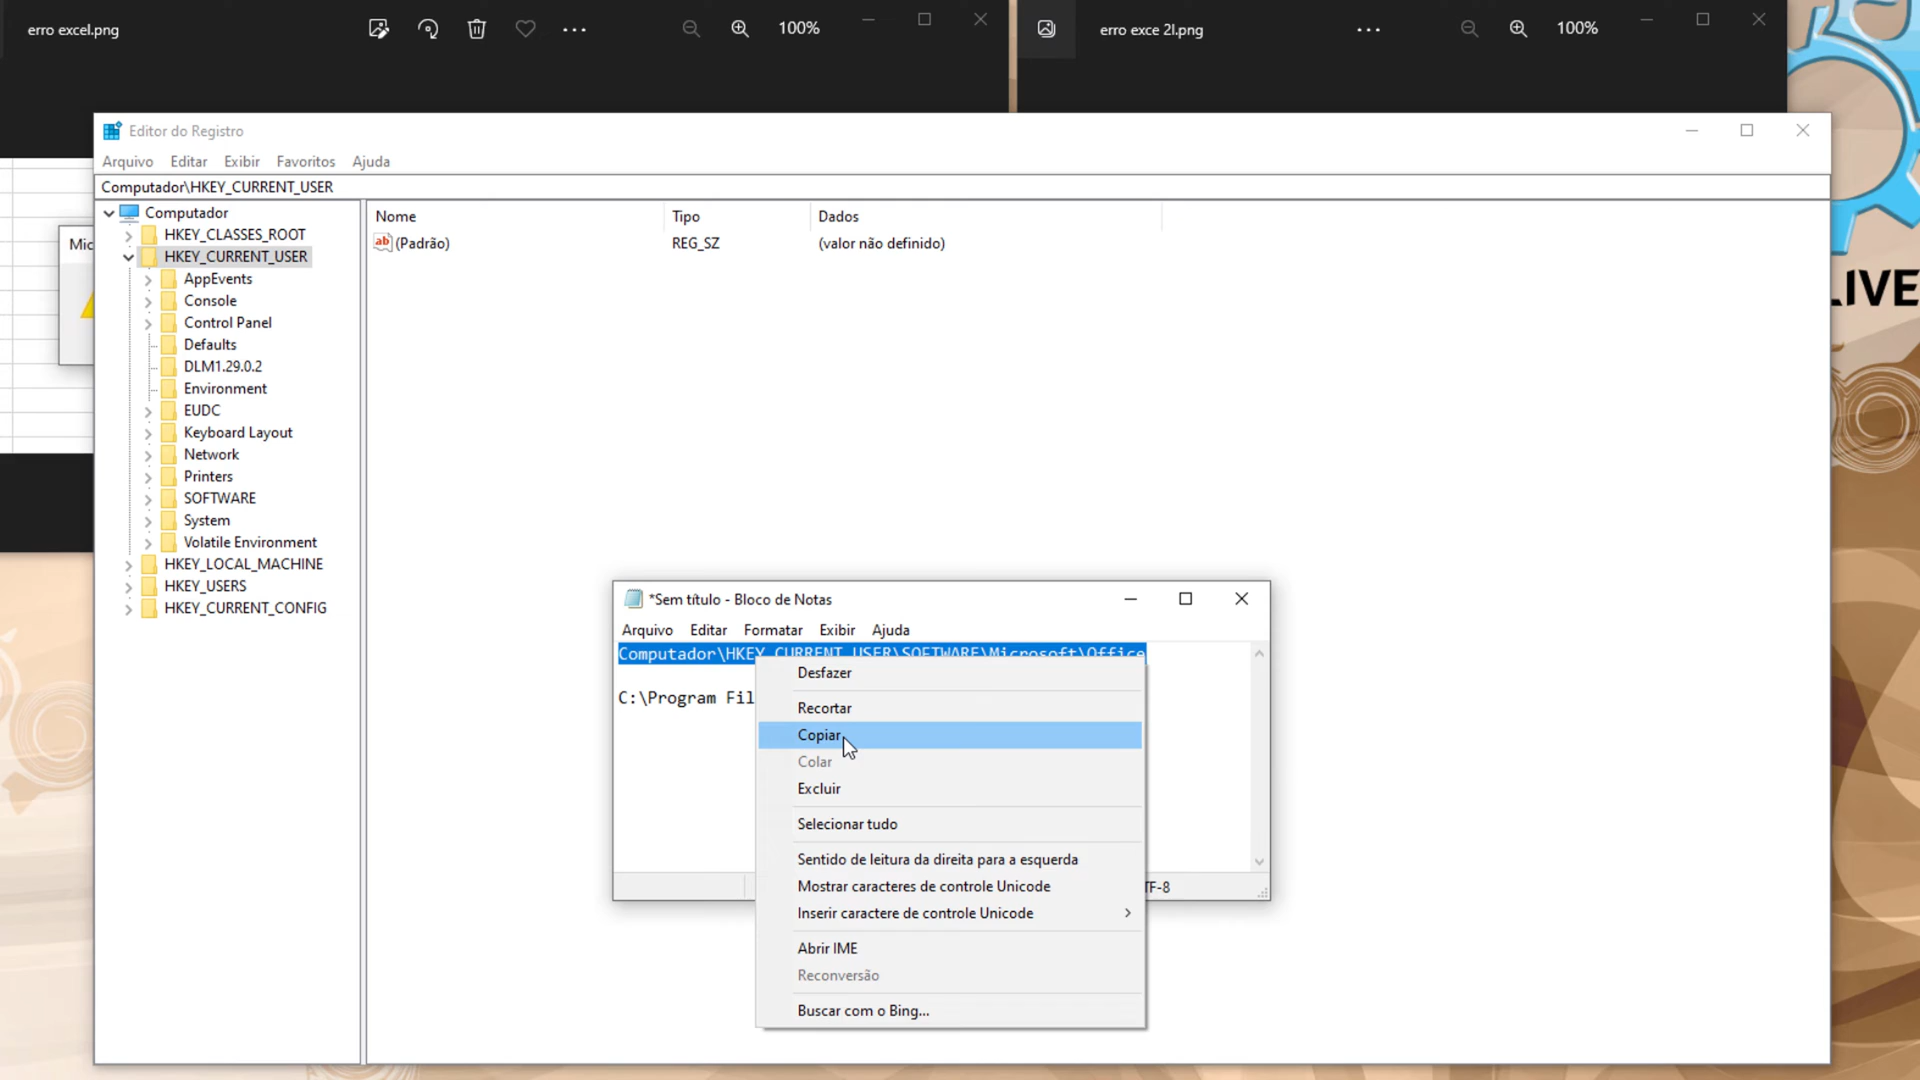 erro excel.png
100%
erro exce 2l.png
100%
Editor do Registro
Arquivo Editar Exibir Favoritos Ajuda
Computador\HKEY_CURRENT_USER
Computador
HKEY_CLASSES_ROOT
HKEY_CURRENT_USER
AppEvents
Console
Control Panel
Defaults
DLM1.29.0.2
Environment
EUDC
Keyboard Layout
Network
Printers
SOFTWARE
System
Volatile Environment
HKEY_LOCAL_MACHINE
HKEY_USERS
HKEY_CURRENT_CONFIG
Nome Tipo Dados
(Padrão) REG_SZ (valor não definido)
Mic
LIVE
*Sem título - Bloco de Notas
Arquivo Editar Formatar Exibir Ajuda
Computador\HKEY_CURRENT_USER\SOFTWARE\Microsoft\Office
C:\Program Fil
Desfazer
Recortar
Copiar
Colar
Excluir
Selecionar tudo
Sentido de leitura da direita para a esquerda
Mostrar caracteres de controle Unicode
Inserir caractere de controle Unicode
Abrir IME
Reconversão
Buscar com o Bing...
TF-8